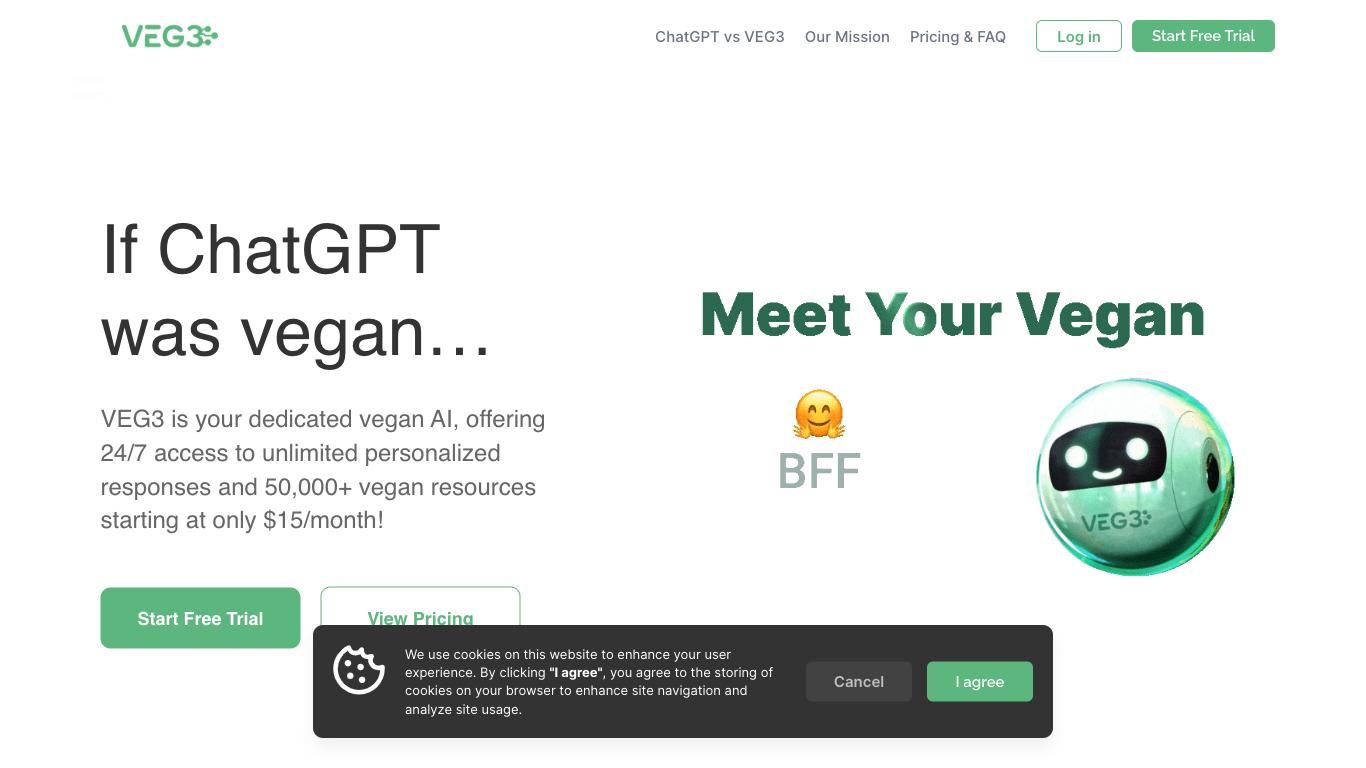 VEG3
ChatGPT vs VEG3
Our Mission
Pricing & FAQ
Log in
Start Free Trial
If ChatGPT
was vegan...
VEG3 is your dedicated vegan AI, offering
24/7 access to unlimited personalized
responses and 50,000+ vegan resources
starting at only $15/month!
Start Free Trial
View Pricing
Meet Your Vegan
BFF
VEG3
We use cookies on this website to enhance your user
experience. By clicking "I agree", you agree to the storing of
cookies on your browser to enhance site navigation and
analyze site usage.
Cancel
I agree